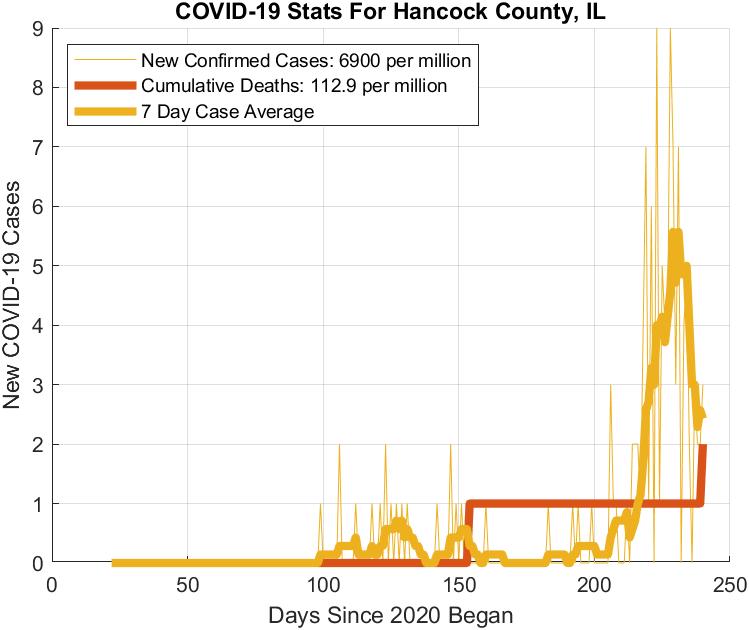 COVID-19 Stats For Hancock County, IL
New Confirmed Cases: 6900 per million
Cumulative Deaths: 112.9 per million
7 Day Case Average
New COVID-19 Cases
9
8
7
6
5
4
3
2
1
0
0 50 100 150 200 250
Days Since 2020 Began